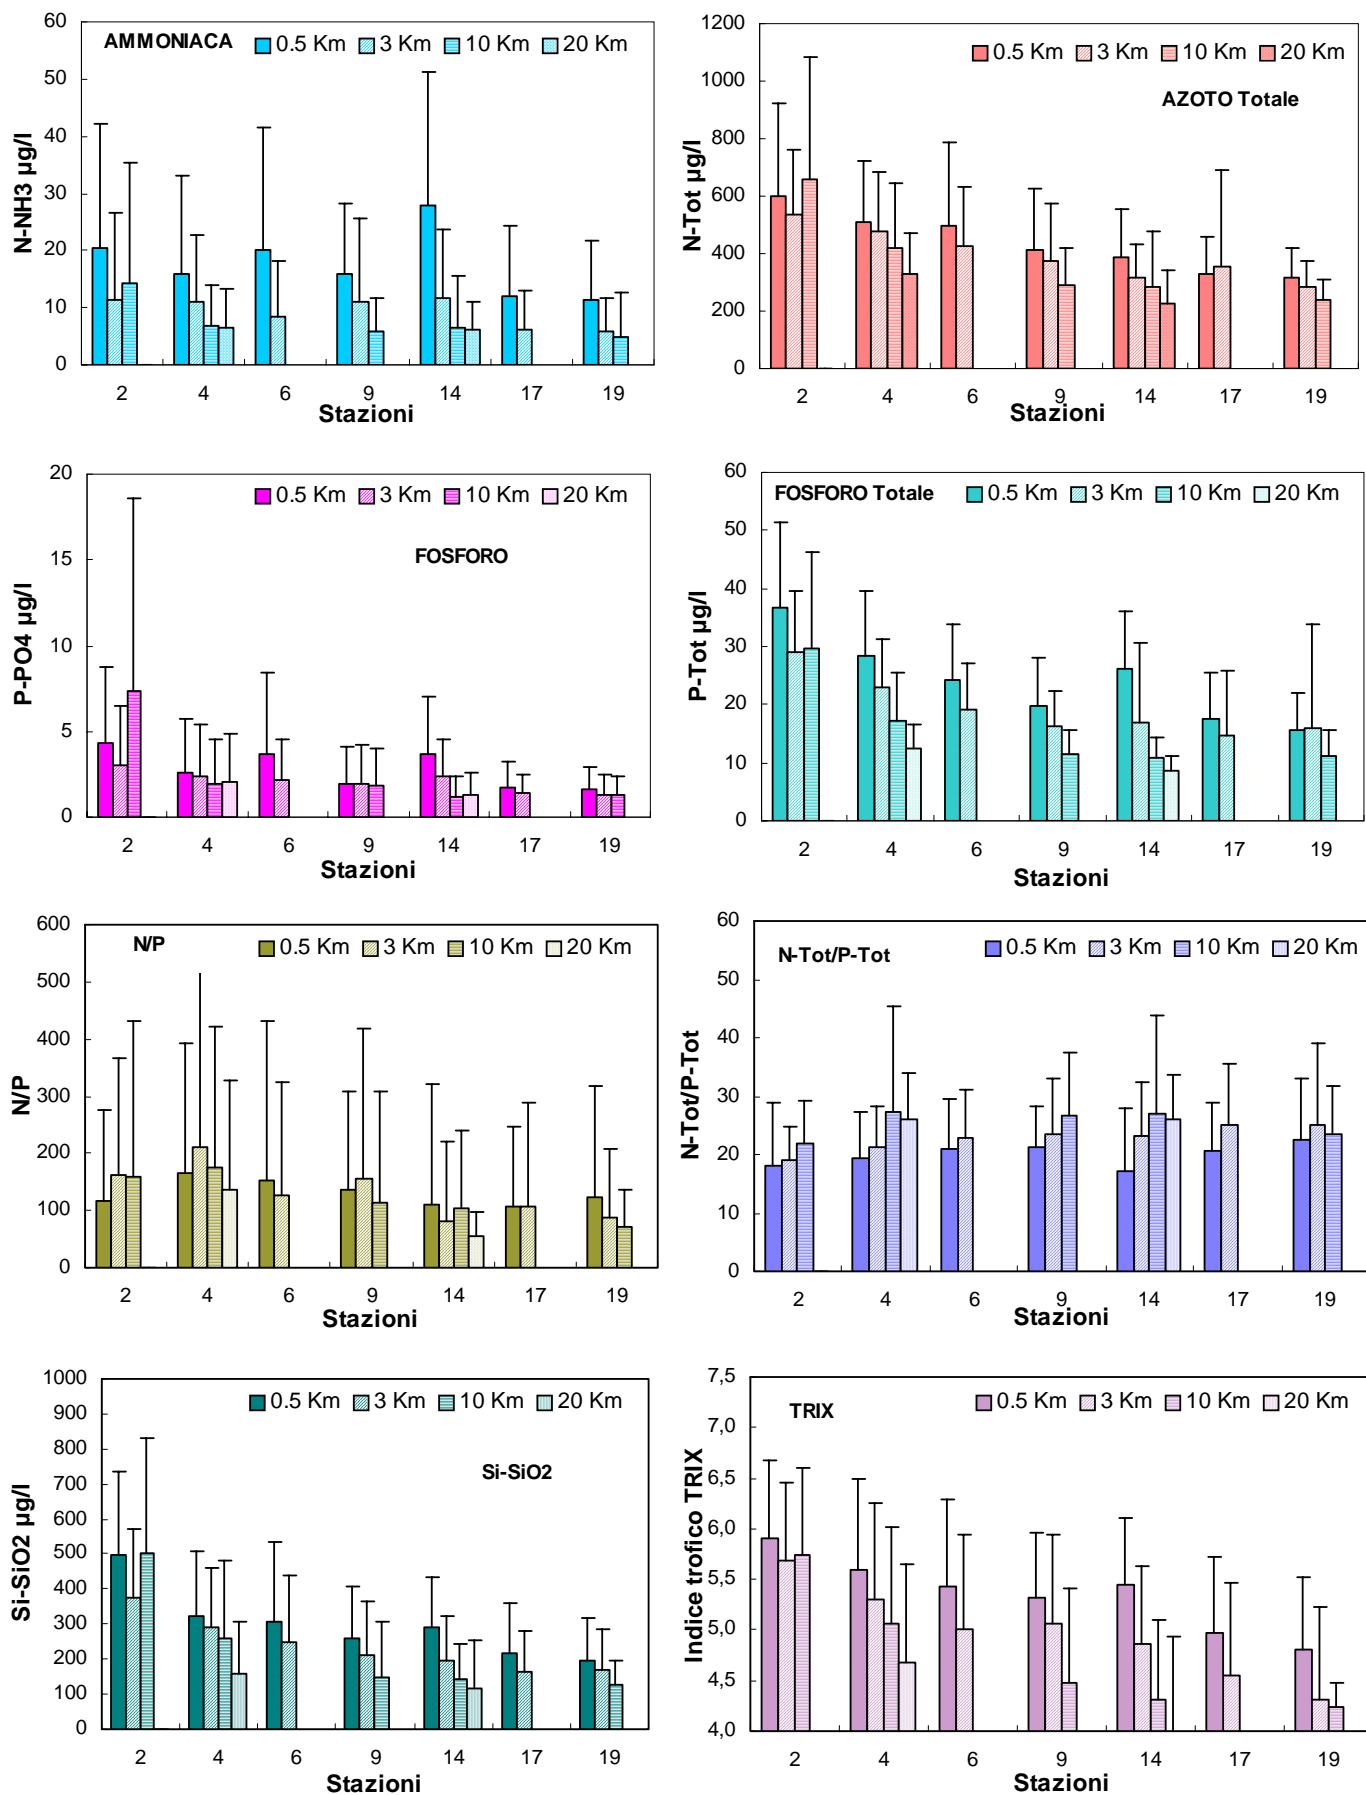 AMMONIACA
0.5 Km 3 Km 10 Km 20 Km
N-NH3 µg/l
60
50
40
30
20
10
0
2 4 6 9 14 17 19
Stazioni
0.5 Km 3 Km 10 Km 20 Km
AZOTO Totale
N-Tot µg/l
1200
1000
800
600
400
200
0
2 4 6 9 14 17 19
Stazioni
0.5 Km 3 Km 10 Km 20 Km
FOSFORO
P-PO4 µg/l
20
15
10
5
0
2 4 6 9 14 17 19
Stazioni
FOSFORO Totale 0.5 Km 3 Km 10 Km 20 Km
P-Tot µg/l
60
50
40
30
20
10
0
2 4 6 9 14 17 19
Stazioni
N/P 0.5 Km 3 Km 10 Km 20 Km
N/P
600
500
400
300
200
100
0
2 4 6 9 14 17 19
Stazioni
0.5 Km 3 Km 10 Km 20 Km
N-Tot/P-Tot
N-Tot/P-Tot
60
50
40
30
20
10
0
2 4 6 9 14 17 19
Stazioni
0.5 Km 3 Km 10 Km 20 Km
Si-SiO2
Si-SiO2 µg/l
1000
900
800
700
600
500
400
300
200
100
0
2 4 6 9 14 17 19
Stazioni
TRIX 0.5 Km 3 Km 10 Km 20 Km
Indice trofico TRIX
7,5
7,0
6,5
6,0
5,5
5,0
4,5
4,0
2 4 6 9 14 17 19
Stazioni